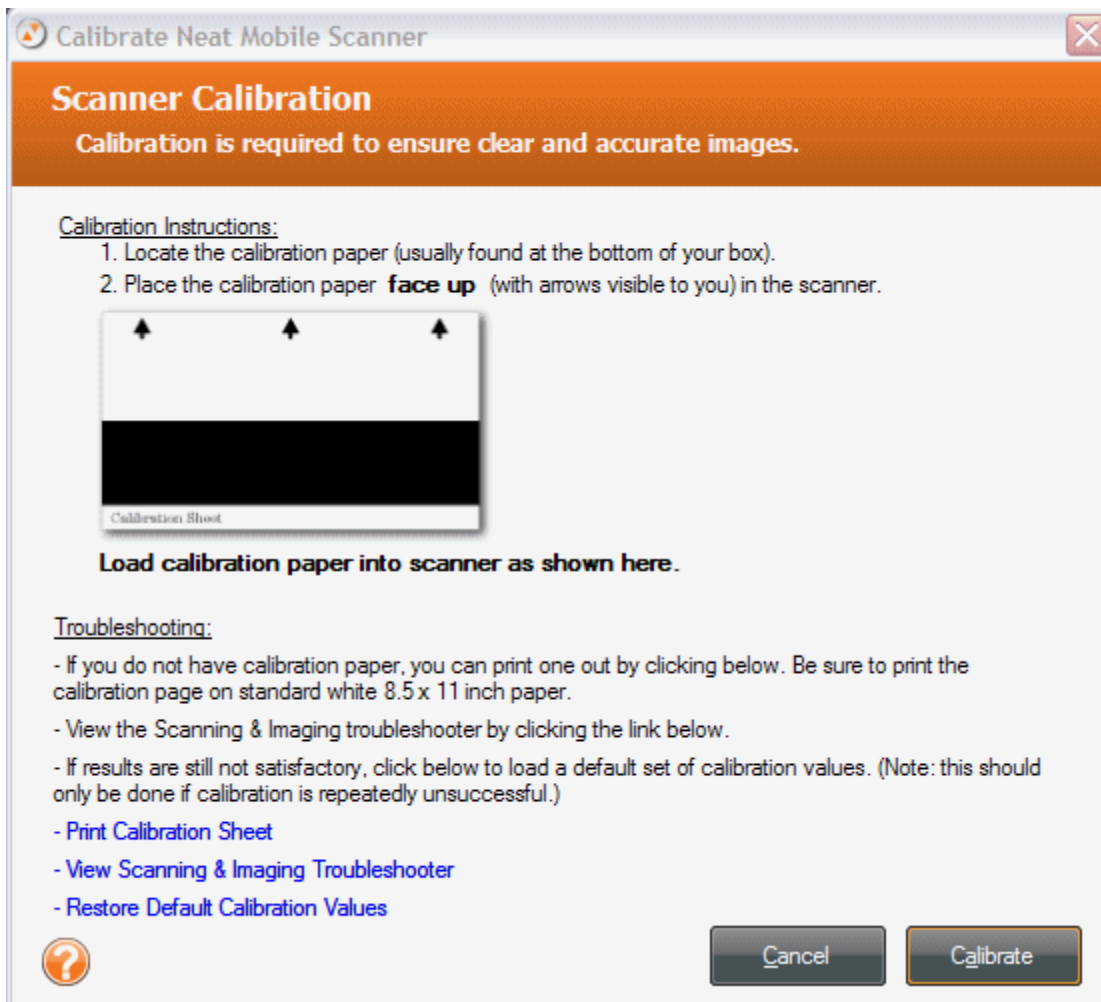 Calibrate Neat Mobile Scanner
Scanner Calibration
Calibration is required to ensure clear and accurate images.
Calibration Instructions:
1. Locate the calibration paper (usually found at the bottom of your box).
2. Place the calibration paper face up (with arrows visible to you) in the scanner.
Calibration Sheet
Load calibration paper into scanner as shown here.
Troubleshooting:
- If you do not have calibration paper, you can print one out by clicking below. Be sure to print the
calibration page on standard white 8.5 x 11 inch paper.
- View the Scanning & Imaging troubleshooter by clicking the link below.
- If results are still not satisfactory, click below to load a default set of calibration values. (Note: this should
only be done if calibration is repeatedly unsuccessful.)
- Print Calibration Sheet
- View Scanning & Imaging Troubleshooter
- Restore Default Calibration Values
?
Cancel
Calibrate